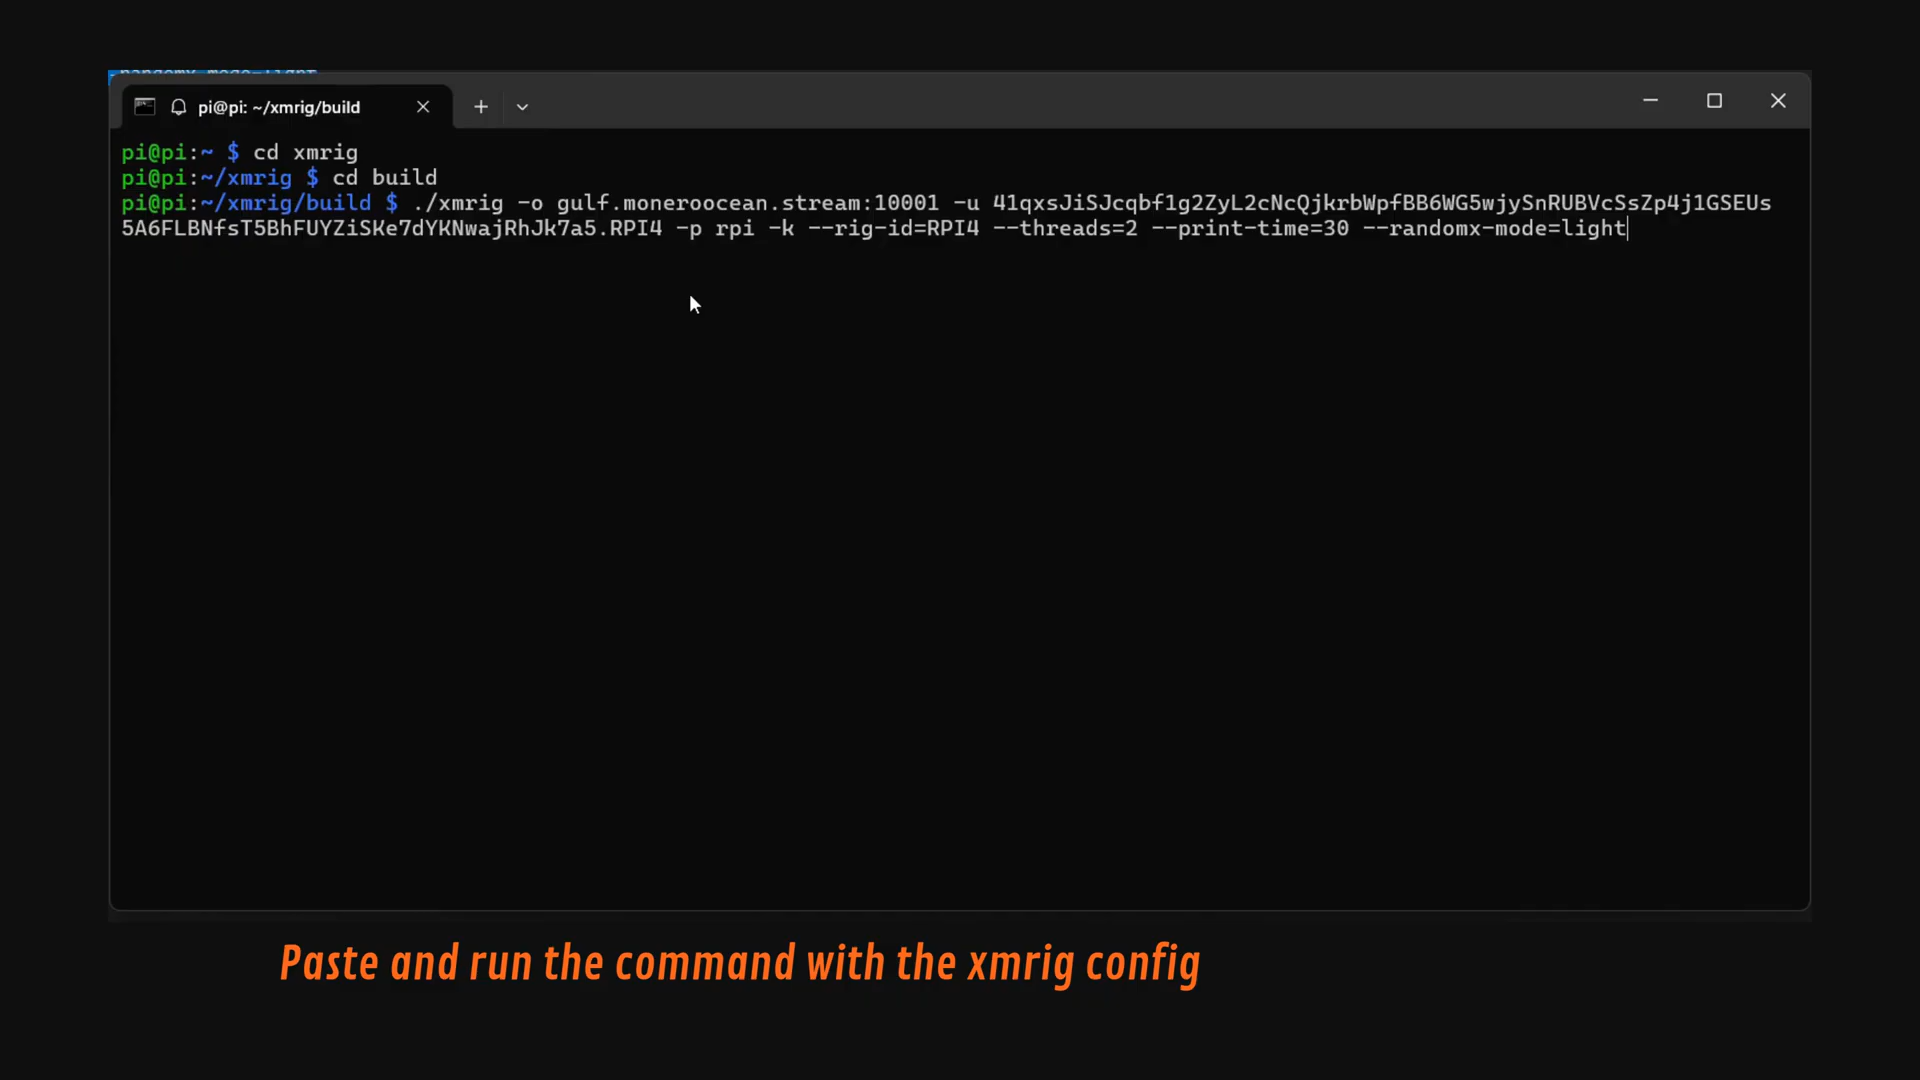 pi@pi: ~/xmrig/build
pi@pi:~ $ cd xmrig
pi@pi:~/xmrig $ cd build
pi@pi:~/xmrig/build $ ./xmrig -o gulf.moneroocean.stream:10001 -u 41qxsJiSJcqbf1g2ZyL2cNcQjkrbWpfBB6WG5wjySnRUBVcSsZp4j1GSEUs
5A6FLBNfsT5BhFUYZiSKe7dYKNwajRhJk7a5.RPI4 -p rpi -k --rig-id=RPI4 --threads=2 --print-time=30 --randomx-mode=light
Paste and run the command with the xmrig config